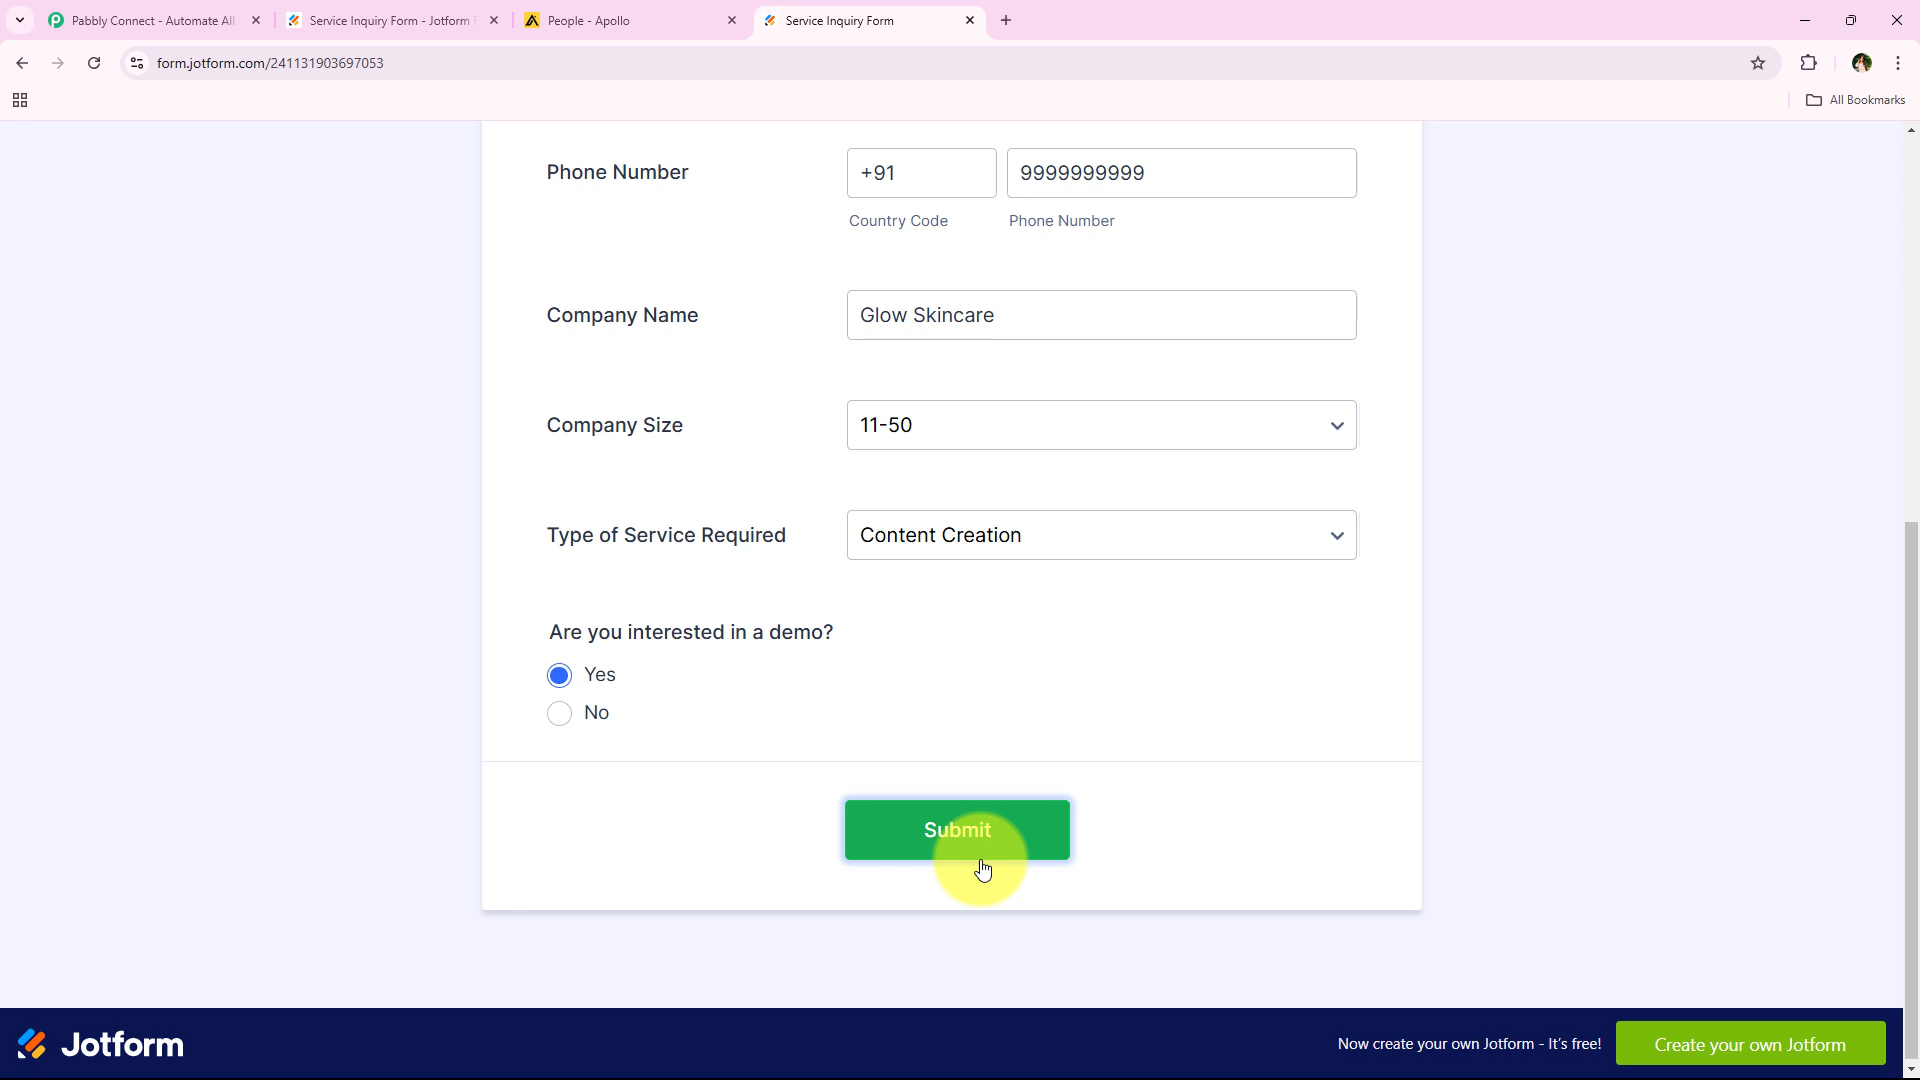 Pabbly Connect - Automate All
Service Inquiry Form - Jotform F
People - Apollo
Service Inquiry Form
form.jotform.com/241131903697053
All Bookmarks
Phone Number
+91
9999999999
Country Code
Phone Number
Company Name
Glow Skincare
Company Size
11-50
Type of Service Required
Content Creation
Are you interested in a demo?
Yes
No
Submit
Jotform
Now create your own Jotform - It's free!
Create your own Jotform